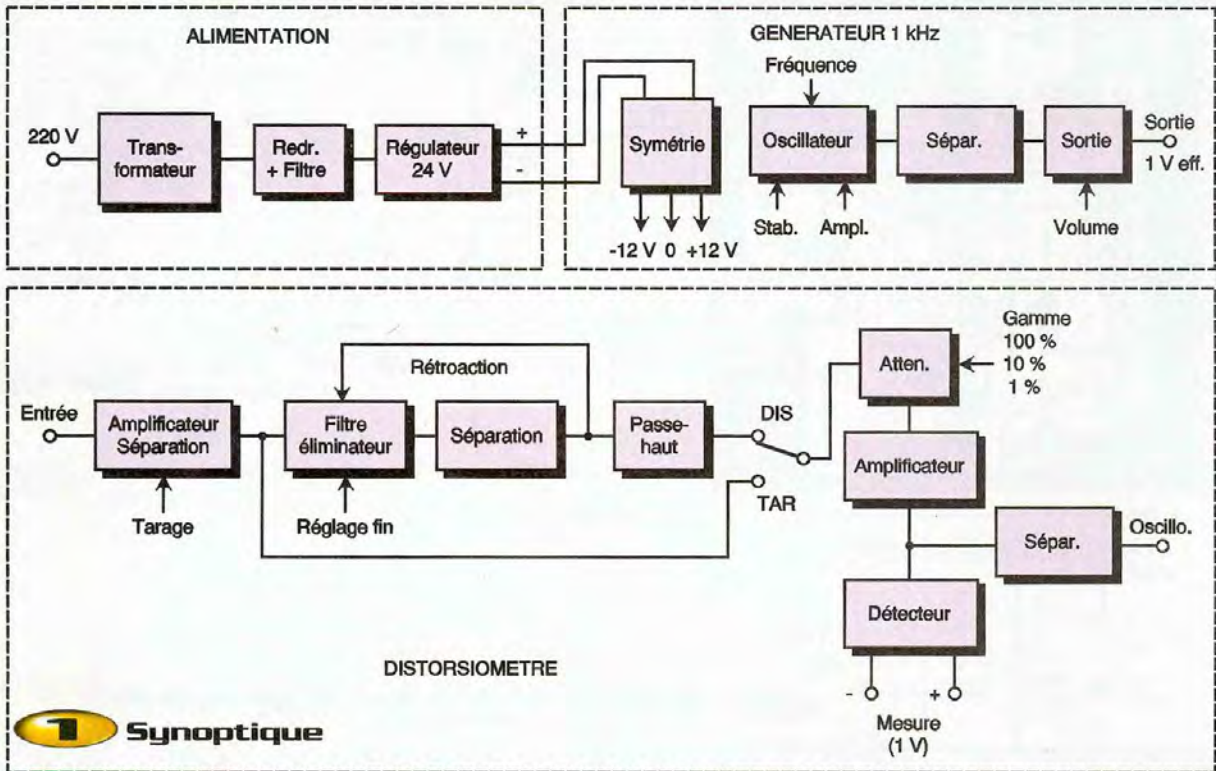 ALIMENTATION
220 V
Trans-
formateur
Redr.
+ Filtre
Régulateur
24 V
+
-
GENERATEUR 1 kHz
Fréquence
Symétrie
-12 V 0 +12 V
Oscillateur
Stab. Ampl.
Sépar.
Sortie
Volume
Sortie
1 V eff.
Entrée
Amplificateur
Séparation
Tarage
Rétroaction
Filtre
éliminateur
Réglage fin
Séparation
Passe-
haut
DIS
TAR
Atten.
Gamme
100 %
10 %
1 %
Amplificateur
Sépar.
Oscillo.
Détecteur
- +
Mesure
(1 V)
DISTORSIOMETRE
1 Synoptique